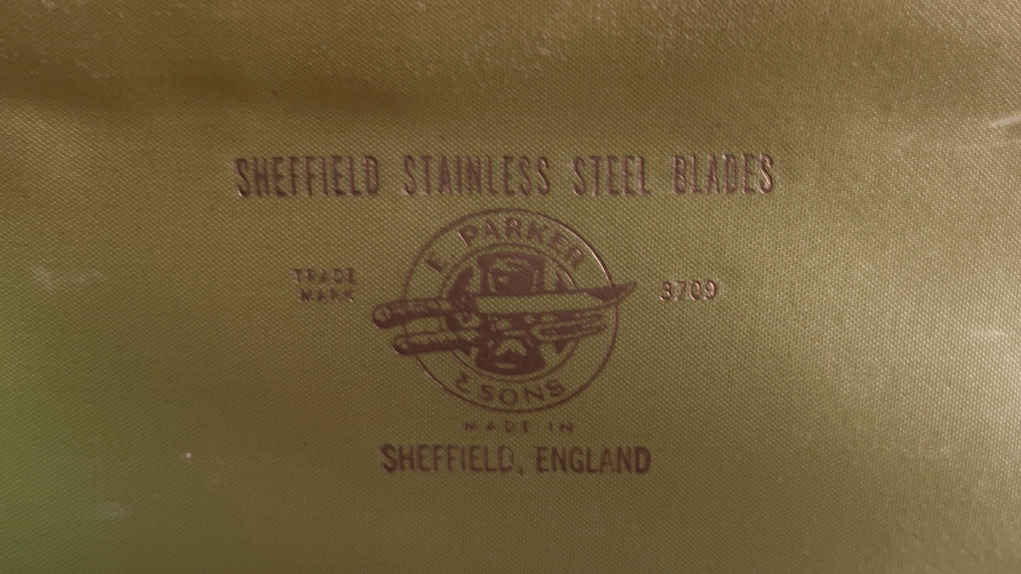 SHEFFIELD STAINLESS STEEL BLADES
E. PARKER
TRADE
MARK
3709
& SONS
MADE IN
SHEFFIELD, ENGLAND